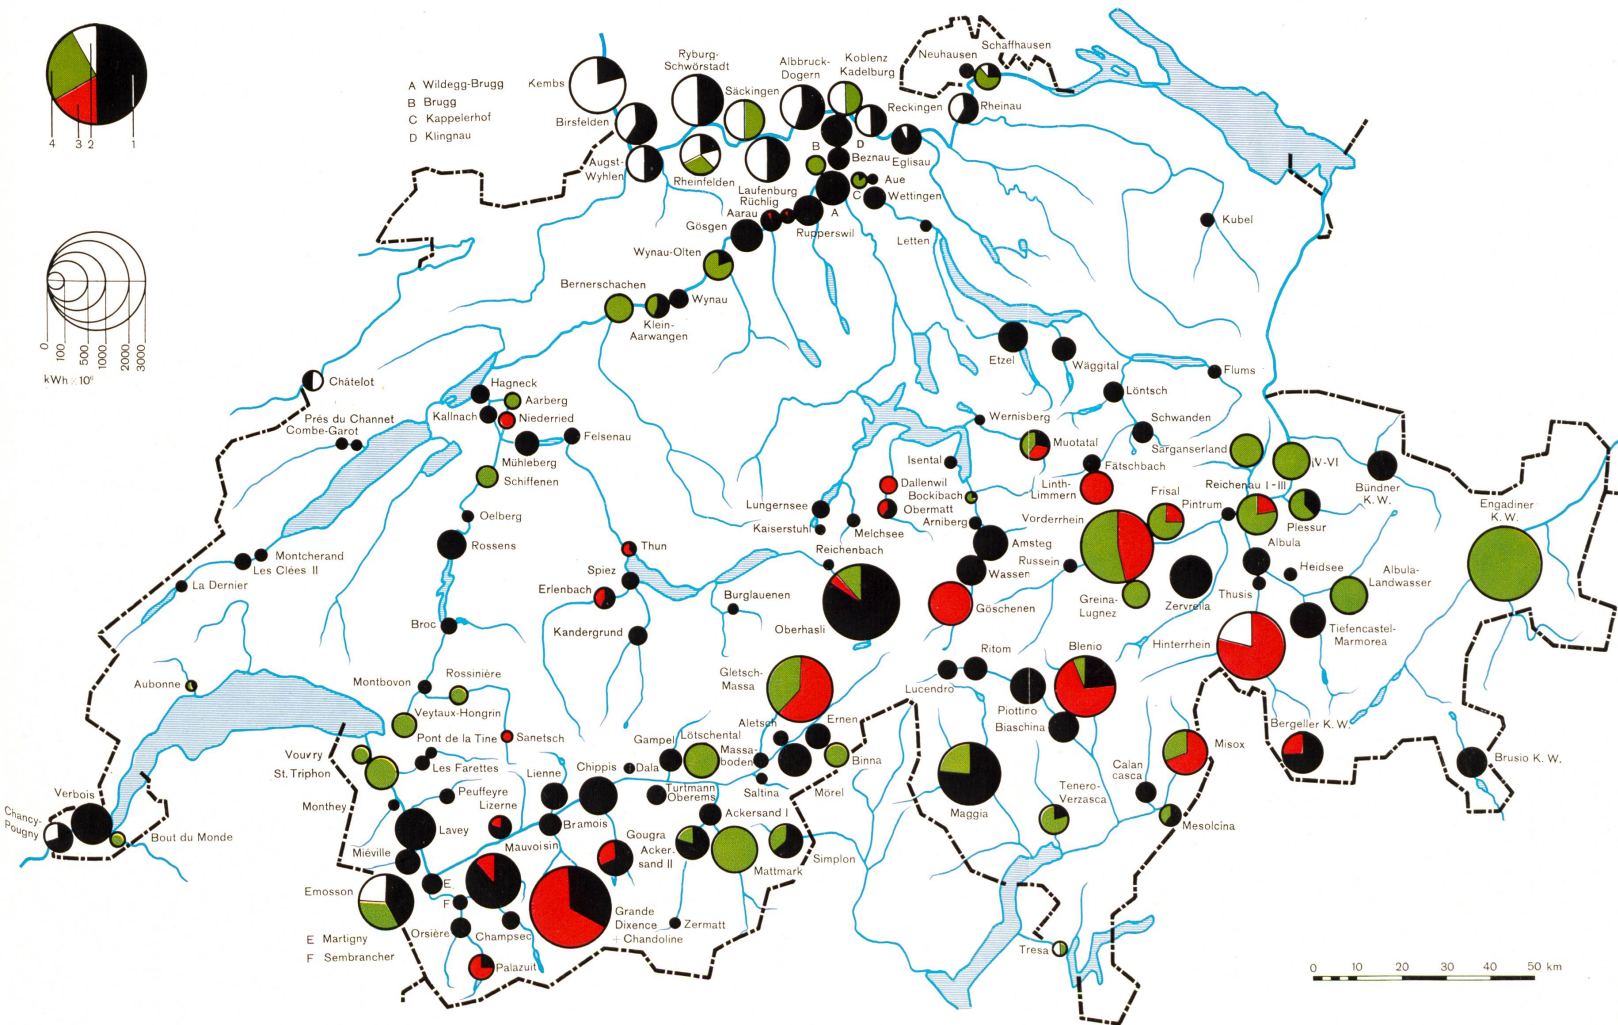 4 3 2 1
0
100
500
1000
2000
3000
kWh × 10⁶
A Wildegg-Brugg
B Brugg
C Kappelerhof
D Klingnau
Kembs
Birsfelden
Augst-
Wyhlen
Ryburg-
Schwörstadt
Säckingen
Rheinfelden
Laufenburg
Albbruck-
Dogern
Koblenz
Kadelburg
Reckingen
Neuhausen
Schaffhausen
Rheinau
Eglisau
D
B
Beznau
Aue
C
Wettingen
A
Letten
Kubel
Rüchlig
Aarau
Rupperswil
Gösgen
Wynau-Olten
Bernerschachen
Wynau
Klein-
Aarwangen
Etzel
Wäggital
Flums
Löntsch
Schwanden
Châtelot
Hagneck
Aarberg
Kallnach
Niederried
Prés du Channet
Combe-Garot
Felsenau
Mühleberg
Schiffenen
Wernisberg
Muotatal
Isental
Fätschbach
Linth-
Limmern
Sarganserland
IV-VI
Reichenau I-III
Bündner
K. W.
Engadiner
K. W.
Dallenwil
Bockibach
Obermatt
Arniberg
Lungernsee
Kaiserstuhl
Melchsee
Vorderrhein
Frisal
Pintrun
Plessur
Oelberg
Rossens
Montcherand
Les Clées II
La Dernier
Thun
Spiez
Erlenbach
Reichenbach
Amsteg
Wassen
Russein
Albula
Heidsee
Albula-
Landwasser
Thusis
Zervreila
Greina-
Lugnez
Göschenen
Burglauenen
Oberhasli
Kandergrund
Broc
Tiefencastel-
Marmorea
Hinterrhein
Aubonne
Montbovon
Rossinière
Veytaux-Hongrin
Sanetsch
Pont de la Tine
Les Farettes
Vouvry
St. Triphon
Gletsch-
Massa
Ritom
Lucendro
Blenio
Piottino
Biaschina
Aletsch
Ernen
Gampel
Lötschental
Massa-
boden
Binna
Bergeller K. W.
Misox
Brusio K. W.
Lienne
Chippis
Dala
Turtmann
Oberems
Saltina
Mörel
Calan
casca
Tenero-
Verzasca
Mesolcina
Maggia
Chancy-
Pougny
Verbois
Bout du Monde
Monthey
Peuffeyre
Lizerne
Lavey
Bramois
Mauvoisin
Ackersand I
Gougra
Acker-
sand II
Mattmark
Simplon
Miéville
Emosson
E
F
Orsière
Champsec
Grande
Dixence
+ Chandoline
Zermatt
Palazuit
E Martigny
F Sembrancher
Tresa
0 10 20 30 40 50 km